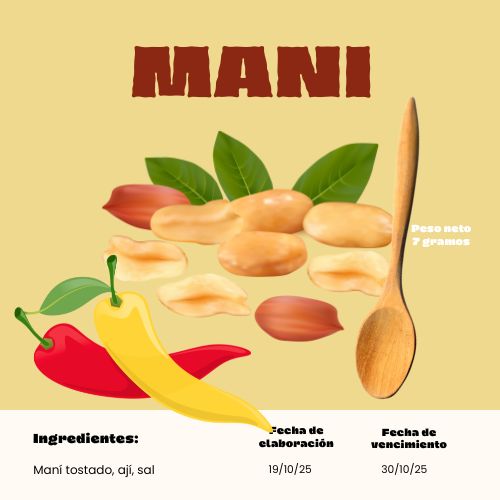 MANI
Peso neto
7 gramos
Ingredientes:
Maní tostado, ají, sal
Fecha de
elaboración
19/10/25
Fecha de
vencimiento
30/10/25